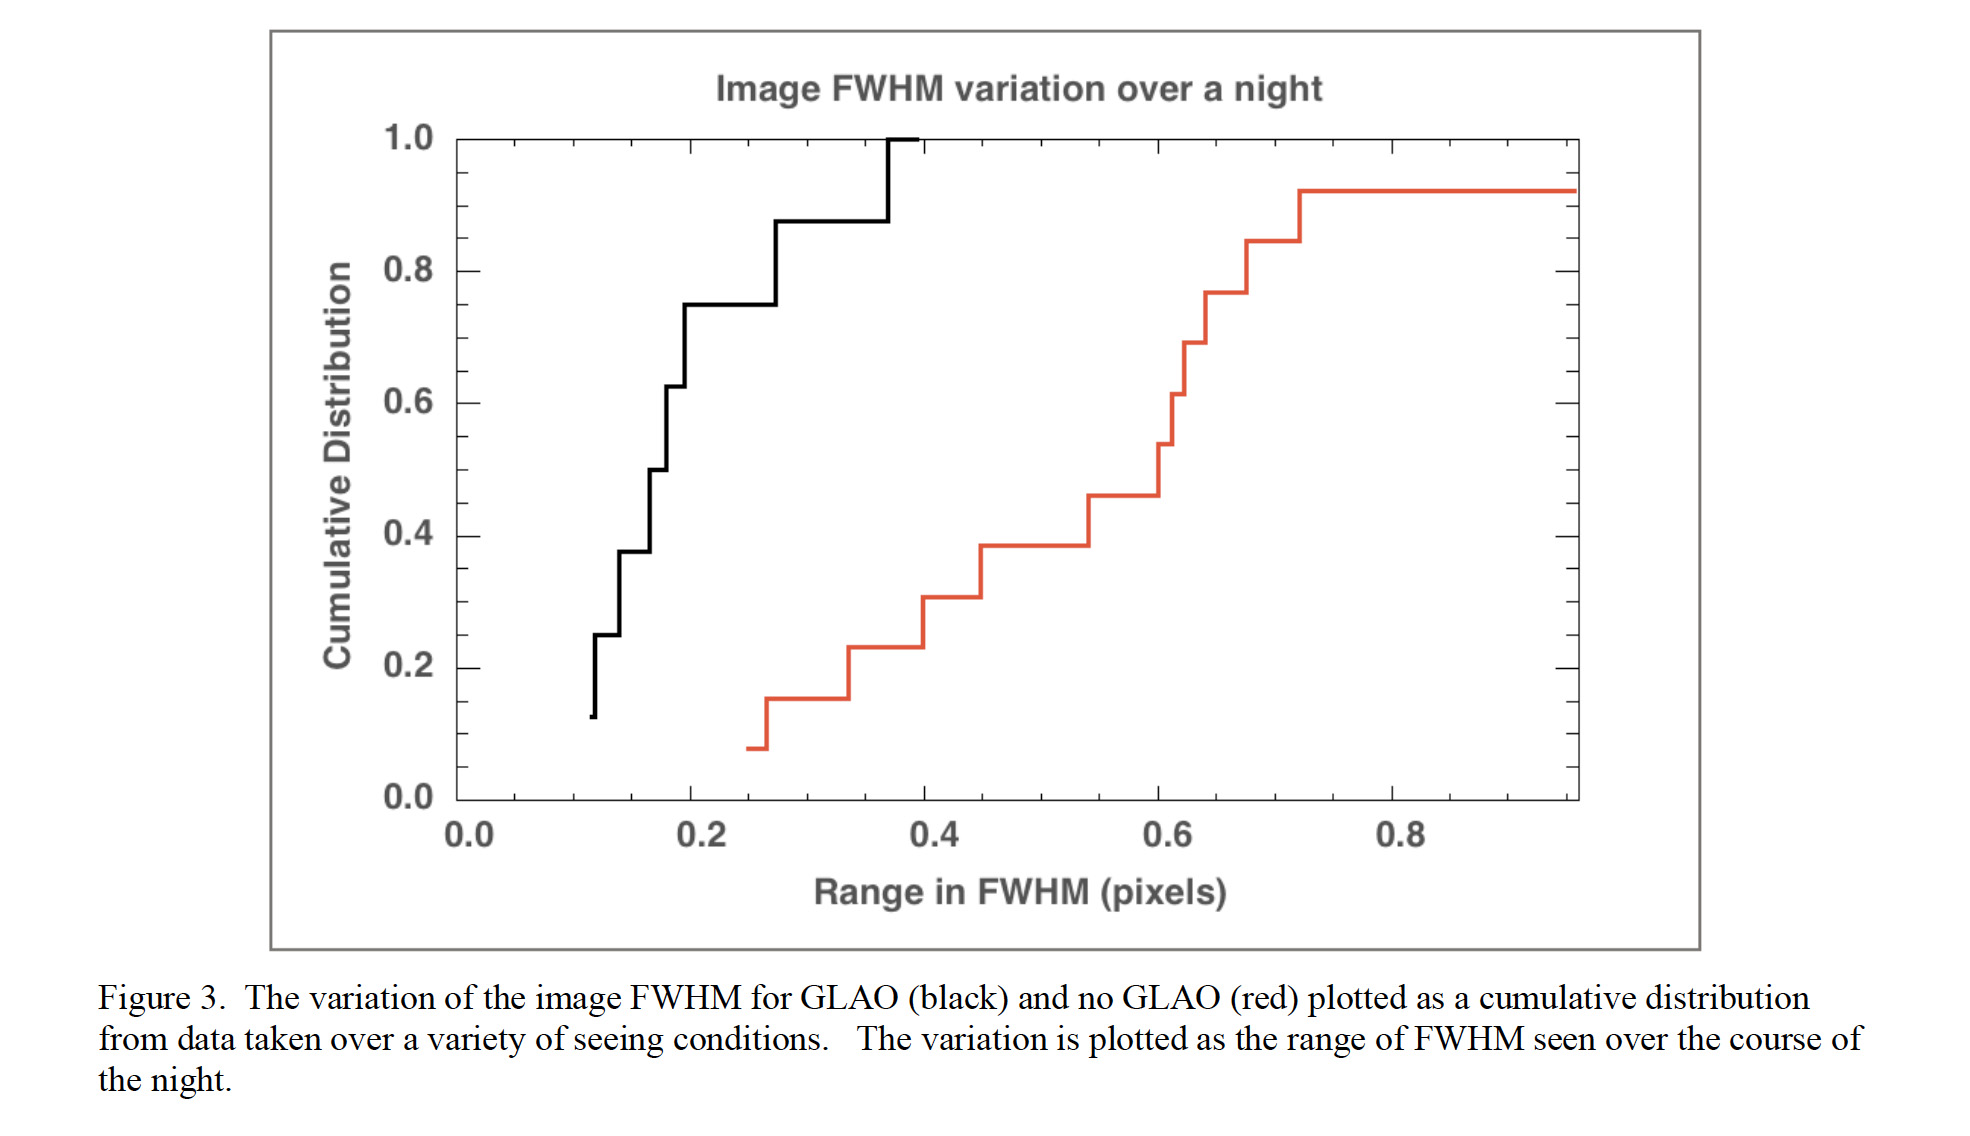 Image FWHM variation over a night
1.0
0.8
0.6
0.4
0.2
0.0
Cumulative Distribution
0.0 0.2 0.4 0.6 0.8
Range in FWHM (pixels)
Figure 3.  The variation of the image FWHM for GLAO (black) and no GLAO (red) plotted as a cumulative distribution
from data taken over a variety of seeing conditions.   The variation is plotted as the range of FWHM seen over the course of
the night.